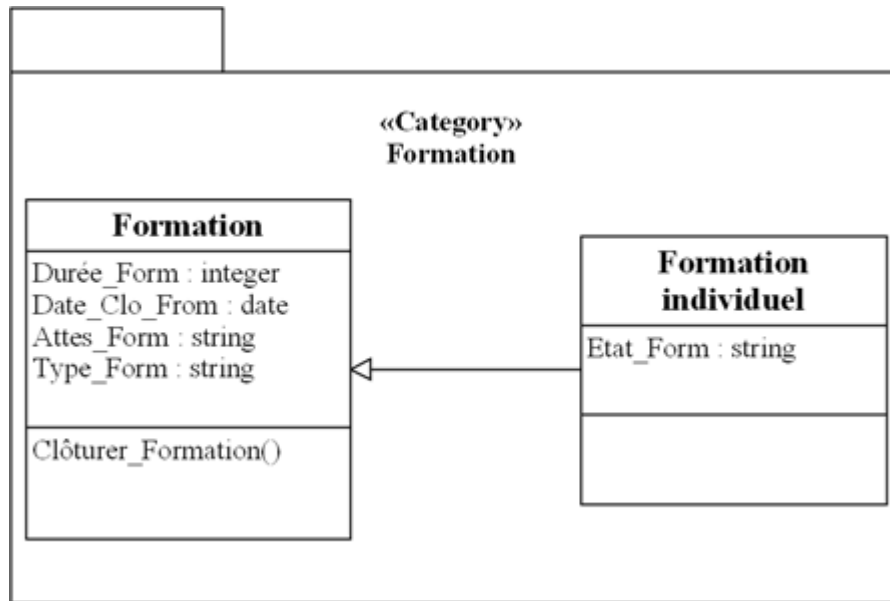 «Category»
Formation
Formation
Durée_Form : integer
Date_Clo_From : date
Attes_Form : string
Type_Form : string
Clôturer_Formation()
Formation
individuel
Etat_Form : string